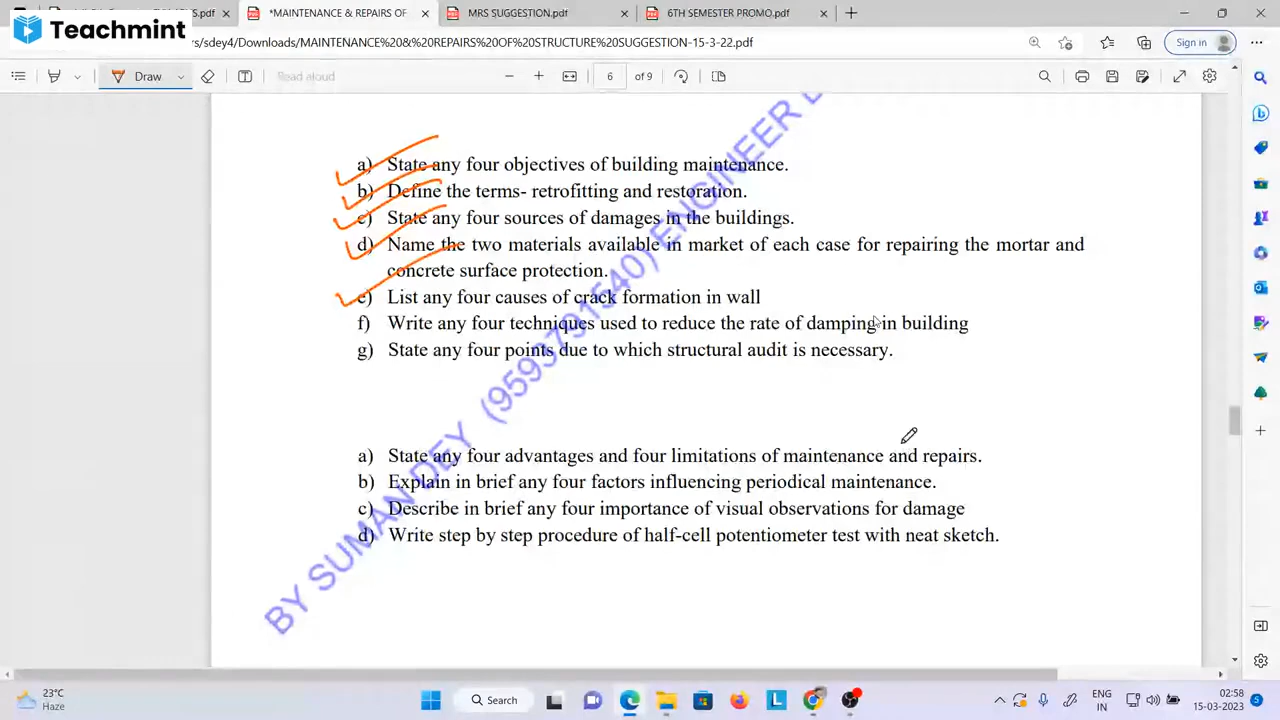 S.pdf
*MAINTENANCE & REPAIRS OF
MRS SUGGESTION.pdf
6TH SEMESTER PROMO.pdf
Teachmint
rs/sdey4/Downloads/MAINTENANCE%20&%20REPAIRS%20OF%20STRUCTURE%20SUGGESTION-15-3-22.pdf
Sign in
Draw
Read aloud
6 of 9
a) State any four objectives of building maintenance.
b) Define the terms- retrofitting and restoration.
c) State any four sources of damages in the buildings.
d) Name the two materials available in market of each case for repairing the mortar and
concrete surface protection.
e) List any four causes of crack formation in wall
f) Write any four techniques used to reduce the rate of damping in building
g) State any four points due to which structural audit is necessary.
a) State any four advantages and four limitations of maintenance and repairs.
b) Explain in brief any four factors influencing periodical maintenance.
c) Describe in brief any four importance of visual observations for damage
d) Write step by step procedure of half-cell potentiometer test with neat sketch.
BY SUMAN DEY (9593791540) ENGINEER
23°C
Haze
Search
ENG
IN
02:58
15-03-2023
5